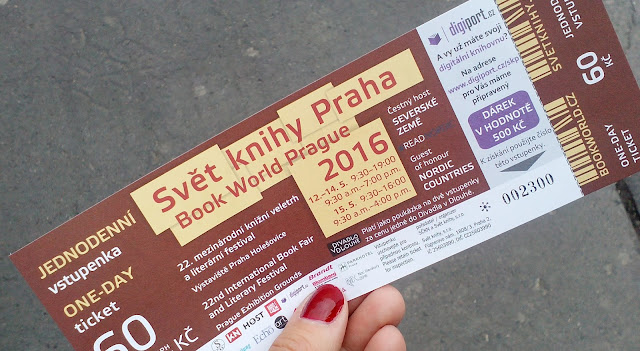 Svět knihy Praha
Book World Prague
2016
12.–14.5. 9:30–19:00
9:30 a.m.–7:00 p.m.
15.5. 9:30–16:00
9:30 a.m.–4:00 p.m.
JEDNODENNÍ
vstupenka
ONE-DAY
ticket
60 KČ
22. mezinárodní knižní veletrh
a literární festival
Výstaviště Praha Holešovice
22nd International Book Fair
and Literary Festival
Prague Exhibition Grounds
Čestný host
SEVERSKÉ
ZEMĚ
Guest of
honour
NORDIC
COUNTRIES
DIVADLO
V DLOUHÉ
Platí jako poukázka na dvě vstupenky
za cenu jedné do Divadla v Dlouhé.
digiport.cz
A vy už máte svoji
digitální knihovnu?
Na adrese
www.digiport.cz/skp
pro Vás máme
připravený
DÁREK
V HODNOTĚ
500 KČ
K získání použijte číslo
této vstupenky.
002300
SVĚTKNIHY
BOOKWORLD.CZ
JEDNODENNÍ
60
KČ
ONE-DAY
HOST
Brandt
Echo